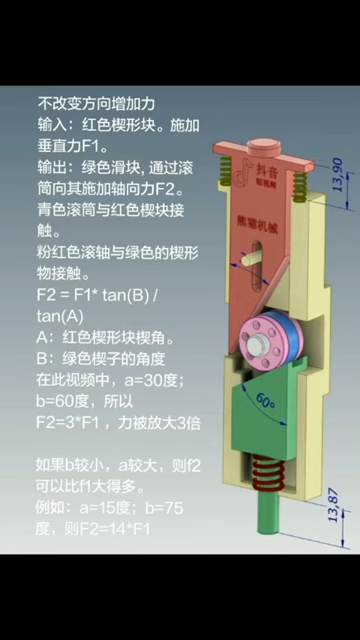 不改变方向增加力
输入：红色楔形块。施加
垂直力F1。
输出：绿色滑块, 通过滚
筒向其施加轴向力F2。
青色滚筒与红色楔块接
触。
粉红色滚轴与绿色的楔形
物接触。
F2 = F1* tan(B) /
tan(A)
A：红色楔形块楔角。
B：绿色楔子的角度
在此视频中，a=30度；
b=60度，所以
F2=3*F1 ，力被放大3倍
如果b较小，a较大，则f2
可以比f1大得多。
例如：a=15度；b=75
度，则F2=14*F1
抖音
短视频
熊猫机械
13,90
60°
13,87